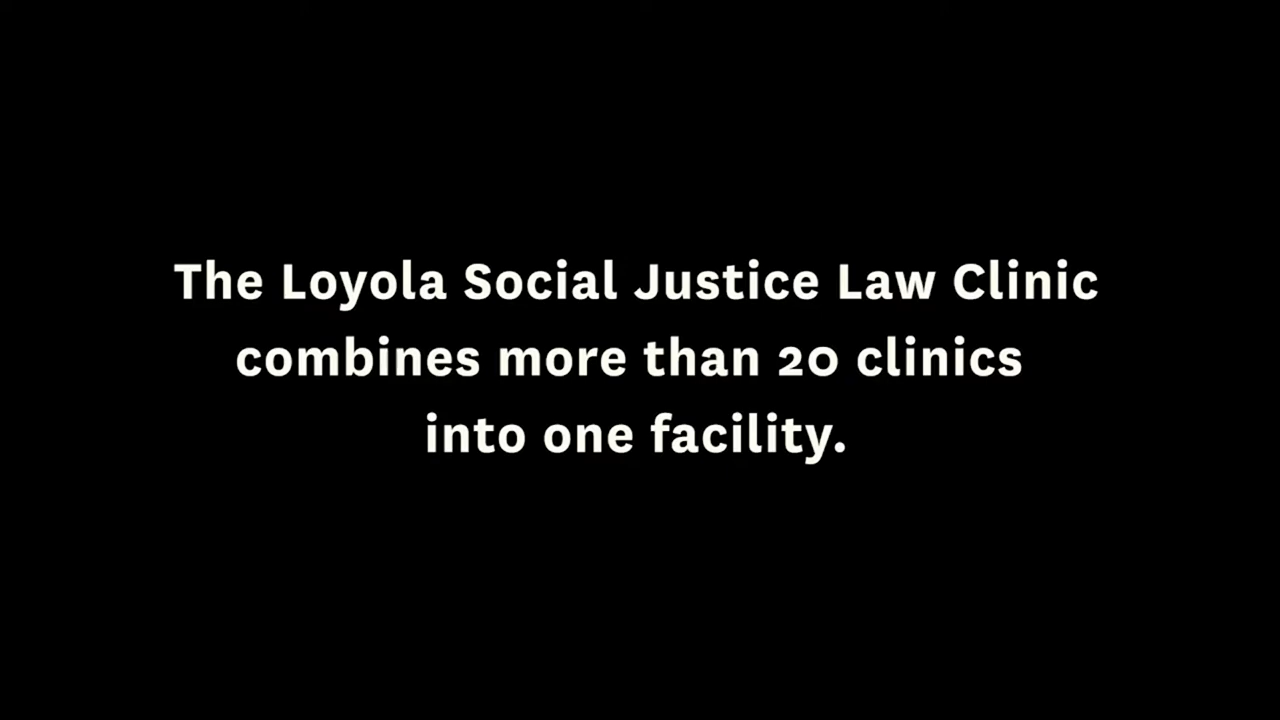 The Loyola Social Justice Law Clinic
combines more than 20 clinics
into one facility.